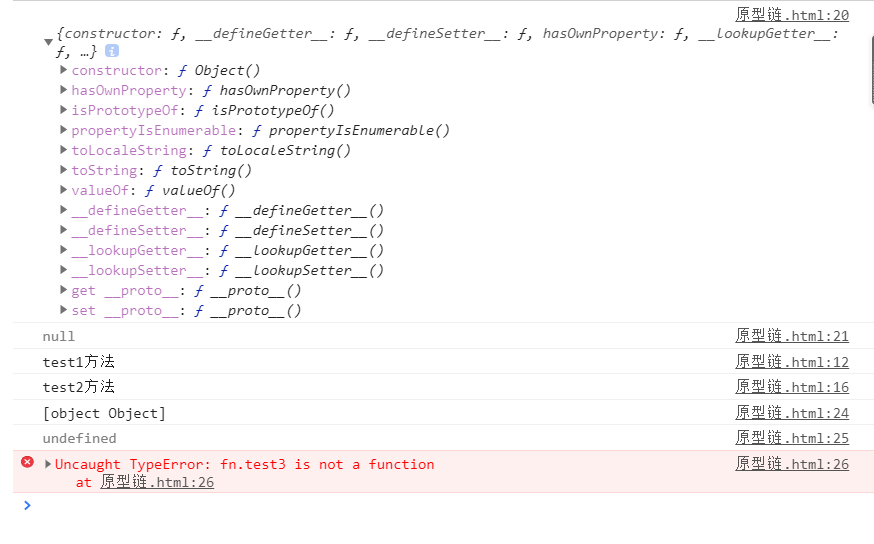 原型链.html:20
{constructor: ƒ, __defineGetter__: ƒ, __defineSetter__: ƒ, hasOwnProperty: ƒ, __lookupGetter__:
ƒ, …} i
constructor: ƒ Object()
hasOwnProperty: ƒ hasOwnProperty()
isPrototypeOf: ƒ isPrototypeOf()
propertyIsEnumerable: ƒ propertyIsEnumerable()
toLocaleString: ƒ toLocaleString()
toString: ƒ toString()
valueOf: ƒ valueOf()
__defineGetter__: ƒ __defineGetter__()
__defineSetter__: ƒ __defineSetter__()
__lookupGetter__: ƒ __lookupGetter__()
__lookupSetter__: ƒ __lookupSetter__()
get __proto__: ƒ __proto__()
set __proto__: ƒ __proto__()
null 原型链.html:21
test1方法 原型链.html:12
test2方法 原型链.html:16
[object Object] 原型链.html:24
undefined 原型链.html:25
Uncaught TypeError: fn.test3 is not a function 原型链.html:26
at 原型链.html:26